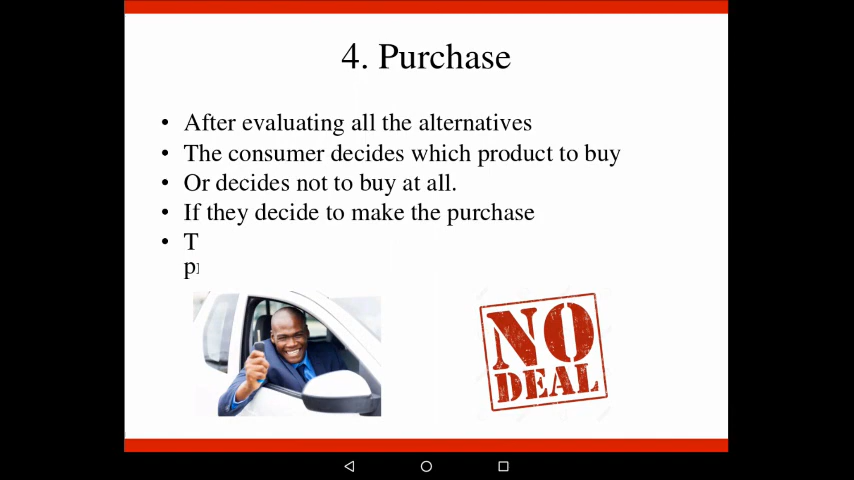 4. Purchase
• After evaluating all the alternatives
• The consumer decides which product to buy
• Or decides not to buy at all.
• If they decide to make the purchase
• T
p
NO
DEAL